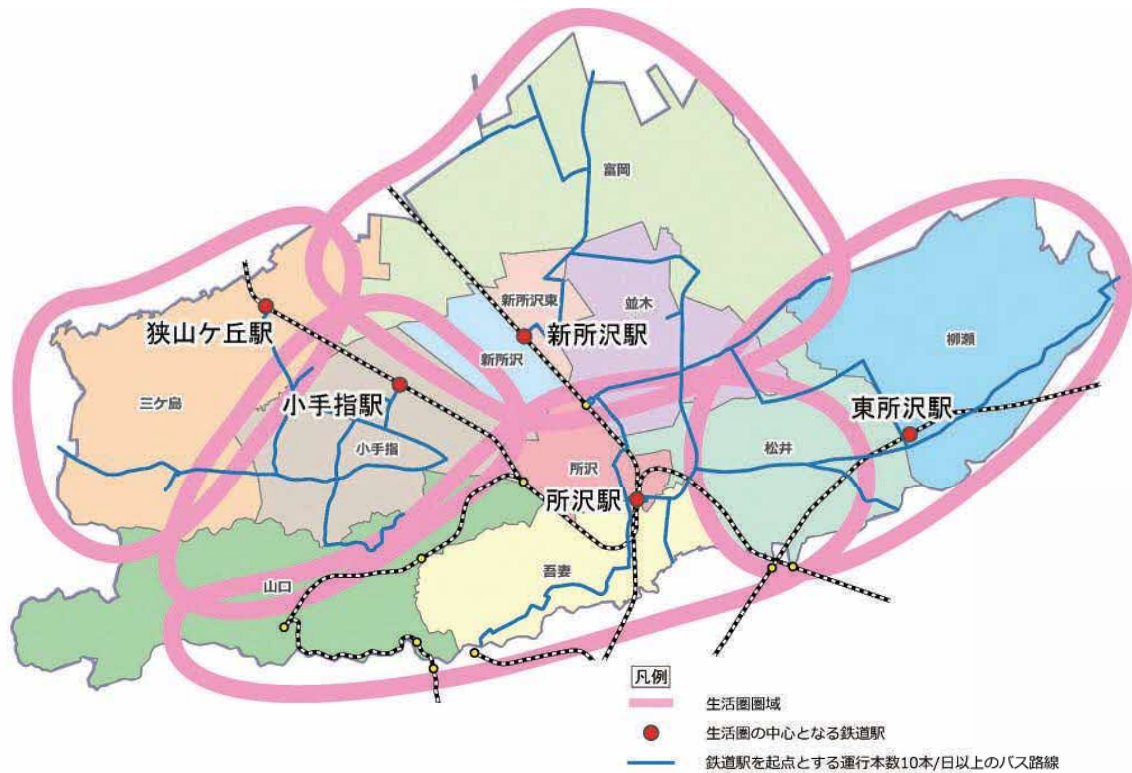 富岡
新所沢東
並木
狭山ケ丘駅
新所沢駅
新所沢
柳瀬
三ケ島
小手指駅
東所沢駅
小手指
松井
所沢
所沢駅
吾妻
山口
凡例
生活圏圏域
生活圏の中心となる鉄道駅
鉄道駅を起点とする運行本数10本/日以上のバス路線